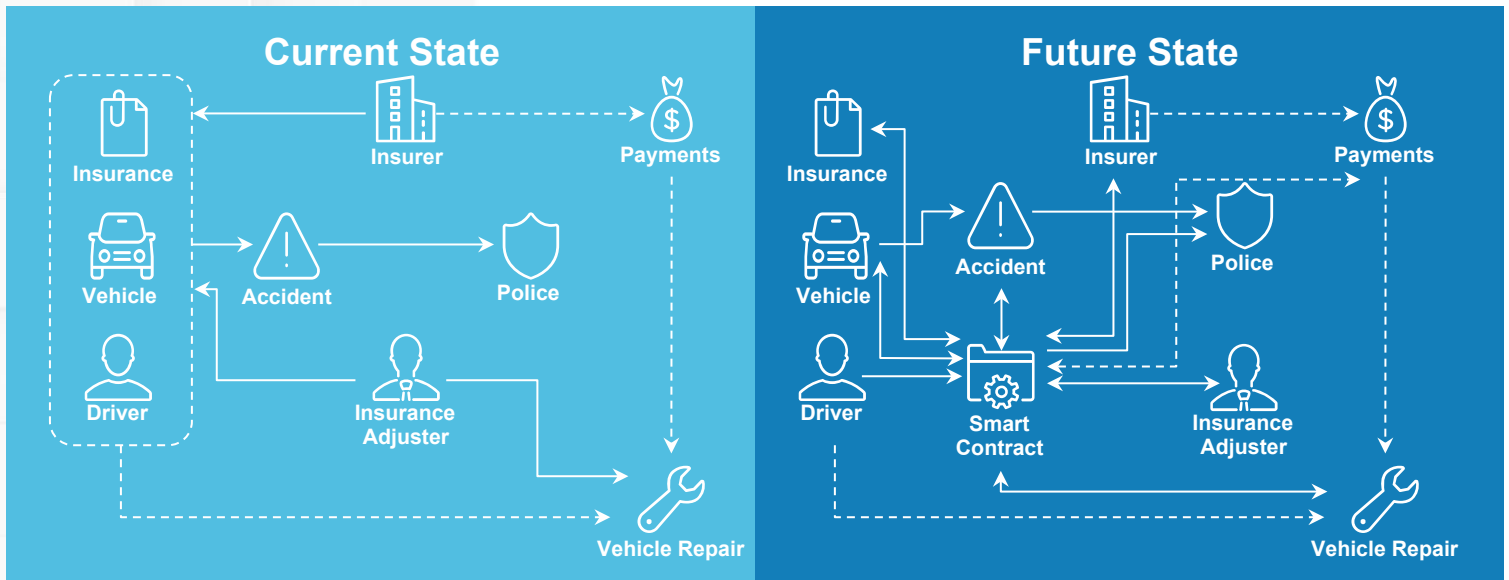 Current State
Insurance
Insurer
$
Payments
Vehicle
Accident
Police
Driver
Insurance
Adjuster
Vehicle Repair
Future State
Insurance
Insurer
$
Payments
Vehicle
Accident
Police
Driver
Smart
Contract
Insurance
Adjuster
Vehicle Repair